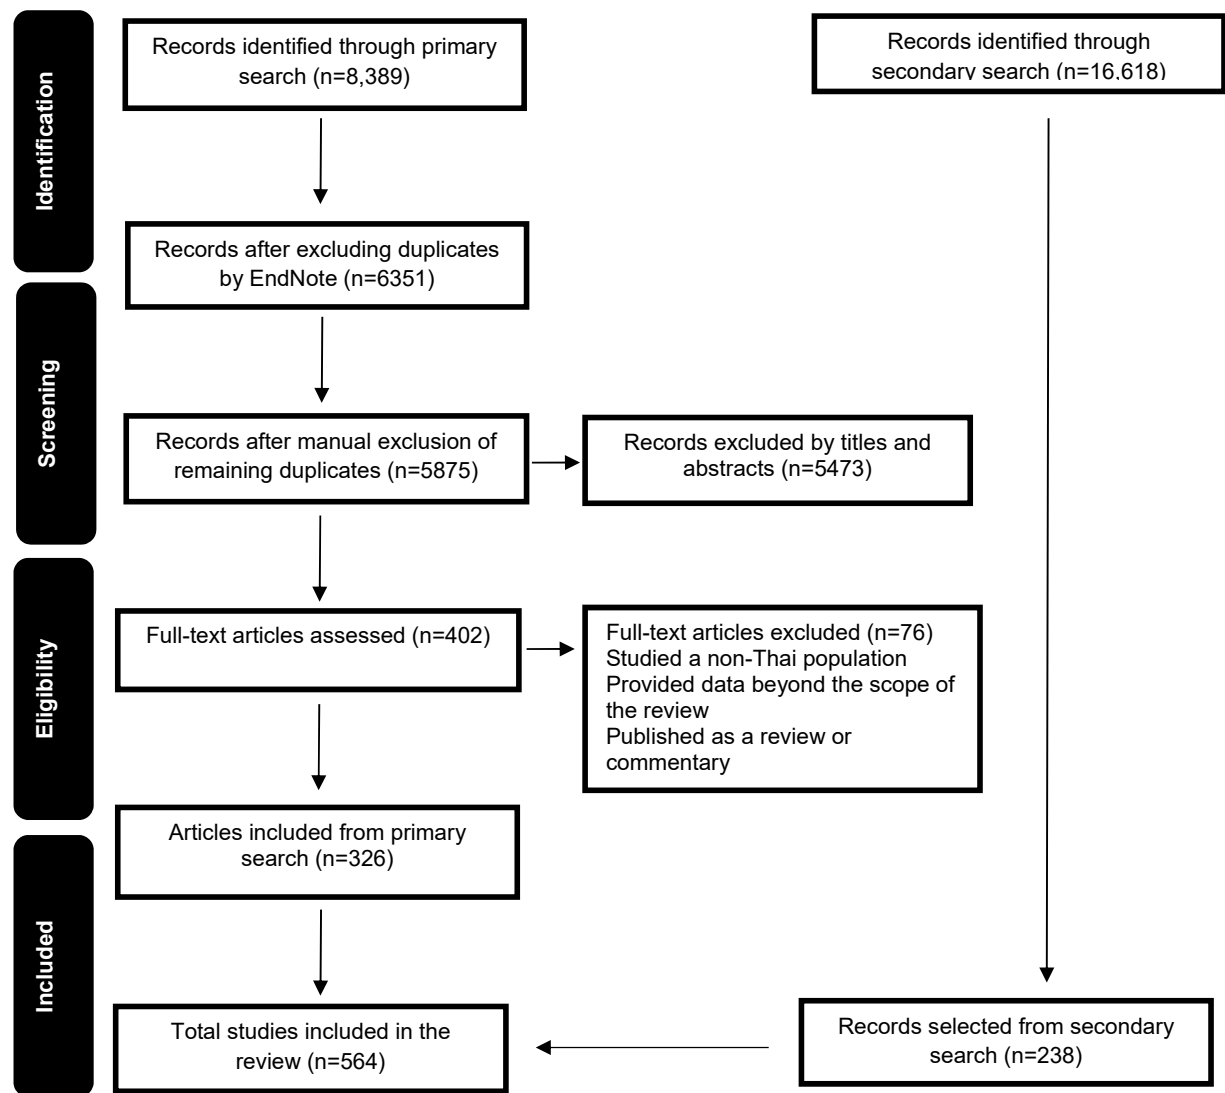 Identification
Records identified through primary
search (n=8,389)
Records identified through
secondary search (n=16,618)
Records after excluding duplicates
by EndNote (n=6351)
Screening
Records after manual exclusion of
remaining duplicates (n=5875)
Records excluded by titles and
abstracts (n=5473)
Eligibility
Full-text articles assessed (n=402)
Full-text articles excluded (n=76)
Studied a non-Thai population
Provided data beyond the scope of
the review
Published as a review or
commentary
Included
Articles included from primary
search (n=326)
Total studies included in the
review (n=564)
Records selected from secondary
search (n=238)